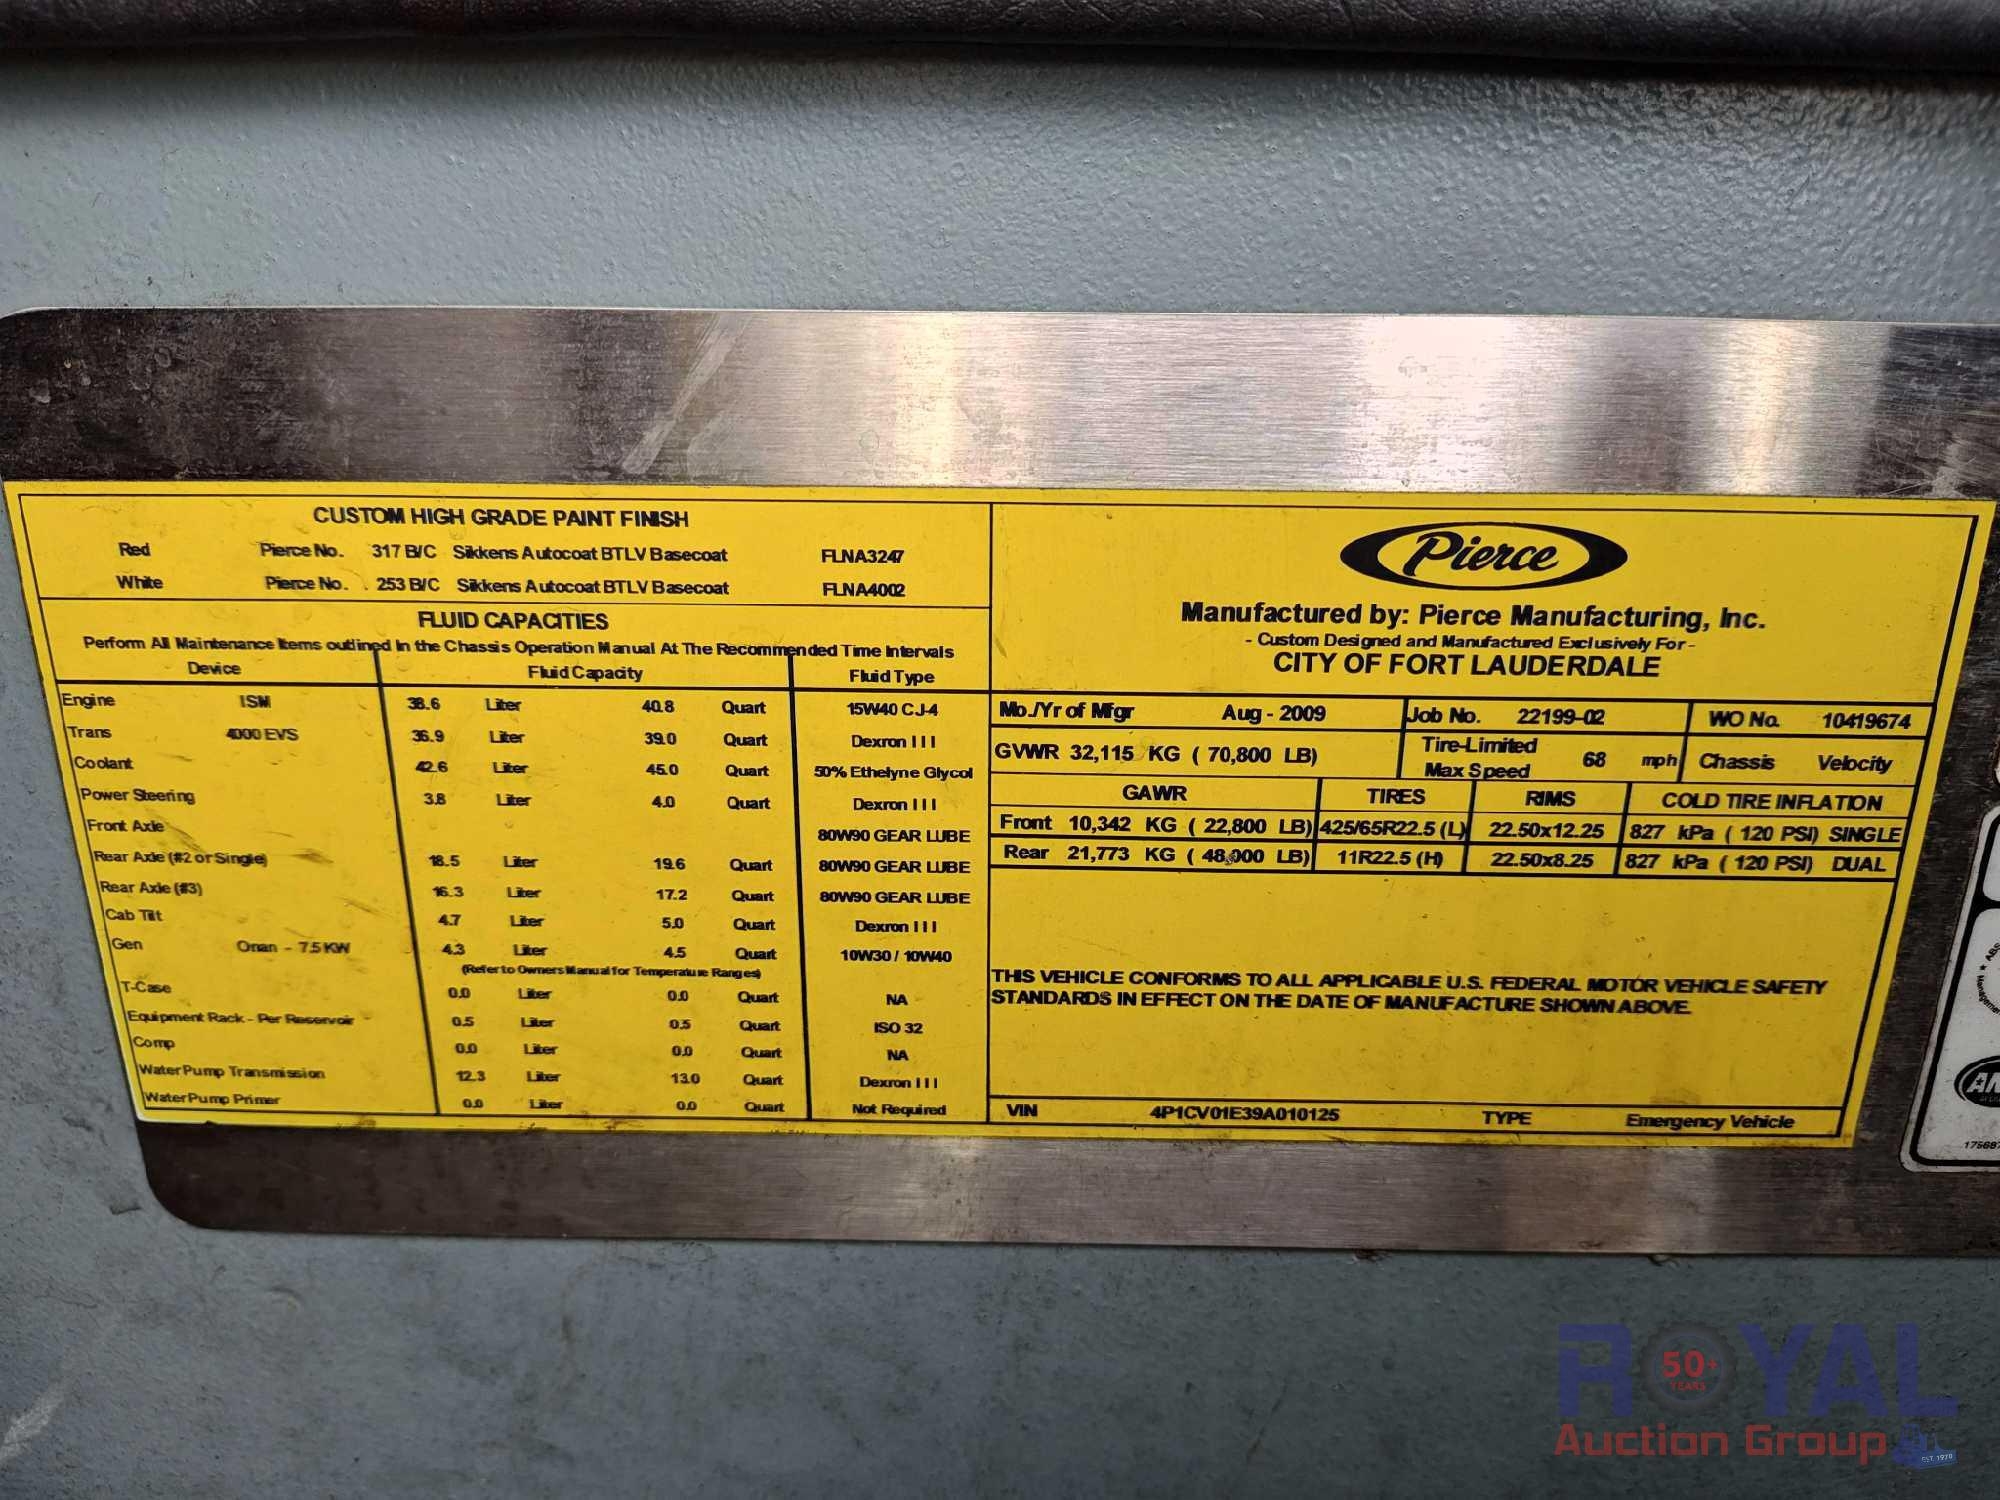 CUSTOM HIGH GRADE PAINT FINISH
Red Pierce No. 317 B/C Sikkens Autocoat BTLV Basecoat FLNA3247
White Pierce No. . 253 B/C Sikkens Autocoat BTLV Basecoat FLNA4002
FLUID CAPACITIES
Perform All Maintenance Items outlined In the Chassis Operation Manual At The Recommended Time Intervals
Device Fluid Capacity Fluid Type
Engine ISM 38.6 Liter 40.8 Quart 15W40 CJ-4
Trans 4000 EVS 36.9 Liter 39.0 Quart Dexron III
Coolant 42.6 Liter 45.0 Quart 50% Ethelyne Glycol
Power Steering 3.8 Liter 4.0 Quart Dexron III
Front Axle 80W90 GEAR LUBE
Rear Axle (#2 or Single) 18.5 Liter 19.6 Quart 80W90 GEAR LUBE
Rear Axle (#3) 16.3 Liter 17.2 Quart 80W90 GEAR LUBE
Cab Tilt 4.7 Liter 5.0 Quart Dexron III
Gen Onan - 7.5 KW 4.3 Liter 4.5 Quart 10W30 / 10W40
(Refer to Owners Manual for Temperature Ranges)
T-Case 0.0 Liter 0.0 Quart NA
Equipment Rack - Per Reservoir 0.5 Liter 0.5 Quart ISO 32
Comp 0.0 Liter 0.0 Quart NA
Water Pump Transmission 12.3 Liter 13.0 Quart Dexron III
Water Pump Primer 0.0 Liter 0.0 Quart Not Required
Pierce
Manufactured by: Pierce Manufacturing, Inc.
- Custom Designed and Manufactured Exclusively For -
CITY OF FORT LAUDERDALE
Mo./Yr of Mfgr Aug - 2009 Job No. 22199-02 WO No. 10419674
GVWR 32,115 KG ( 70,800 LB) Tire-Limited Max Speed 68 mph Chassis Velocity
GAWR TIRES RIMS COLD TIRE INFLATION
Front 10,342 KG ( 22,800 LB) 425/65R22.5 (L) 22.50x12.25 827 kPa ( 120 PSI) SINGLE
Rear 21,773 KG ( 48,000 LB) 11R22.5 (H) 22.50x8.25 827 kPa ( 120 PSI) DUAL
THIS VEHICLE CONFORMS TO ALL APPLICABLE U.S. FEDERAL MOTOR VEHICLE SAFETY
STANDARDS IN EFFECT ON THE DATE OF MANUFACTURE SHOWN ABOVE.
VIN 4P1CV01E39A010125 TYPE Emergency Vehicle
ROYAL
50+
YEARS
Auction Group
EST. 1970